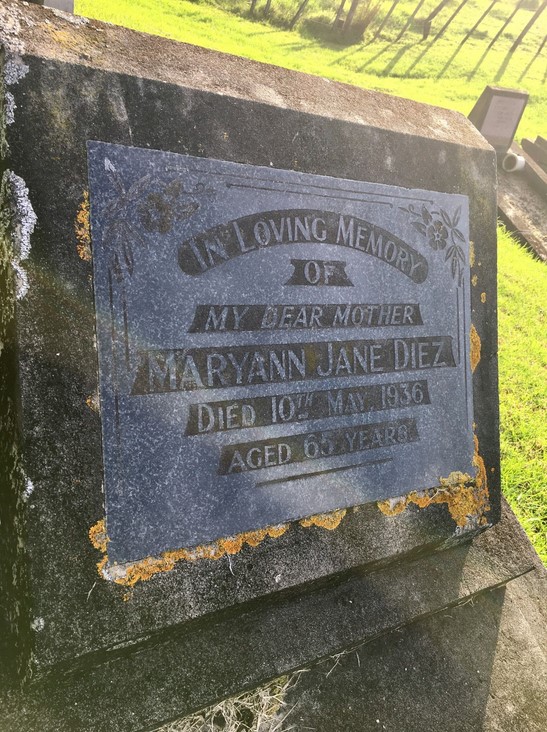 IN LOVING MEMORY
OF
MY DEAR MOTHER
MARYANN JANE DIEZ
DIED 10TH MAY. 1936
AGED 65 YEARS.